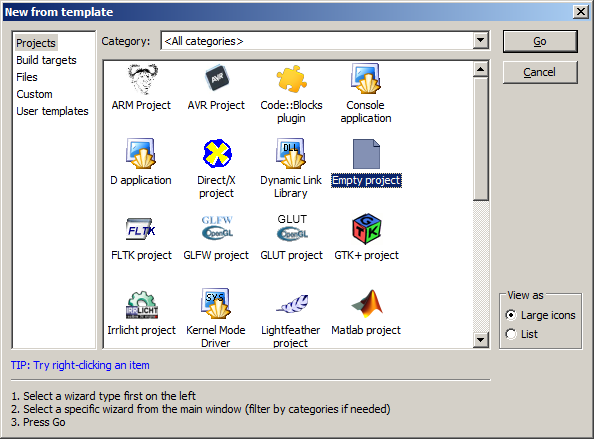 New from template
Projects
Build targets
Files
Custom
User templates
Category: <All categories>
Go
Cancel
ARM Project
AVR
AVR Project
Code::Blocks
plugin
Console
application
D application
Direct/X
project
DLL
Dynamic Link
Library
Empty project
FLTK
FLTK project
GLFW
OpenGL
GLFW project
GLUT
OpenGL
GLUT project
GTK
GTK+ project
IRRLICHT
Irrlicht project
SYS
Kernel Mode
Driver
Lightfeather
project
Matlab project
View as
Large icons
List
TIP: Try right-clicking an item
1. Select a wizard type first on the left
2. Select a specific wizard from the main window (filter by categories if needed)
3. Press Go